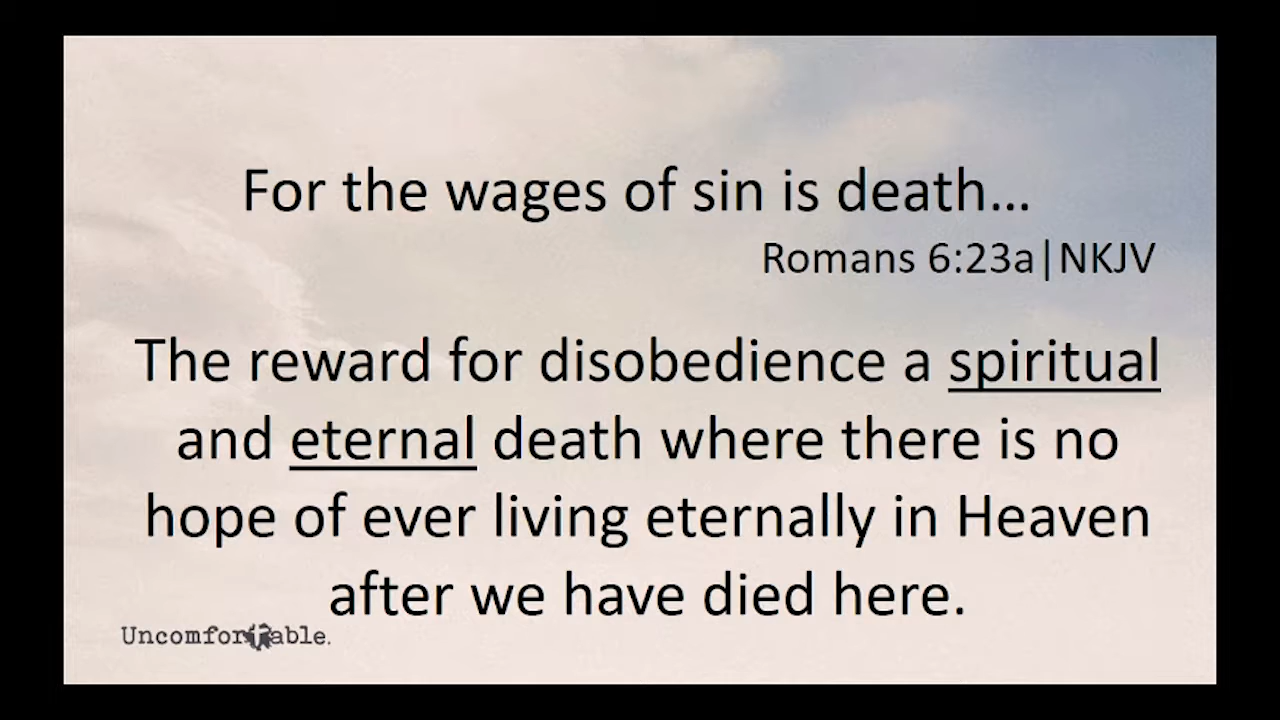 For the wages of sin is death...
Romans 6:23a|NKJV
The reward for disobedience a spiritual
and eternal death where there is no
hope of ever living eternally in Heaven
after we have died here.
Uncomfortable.